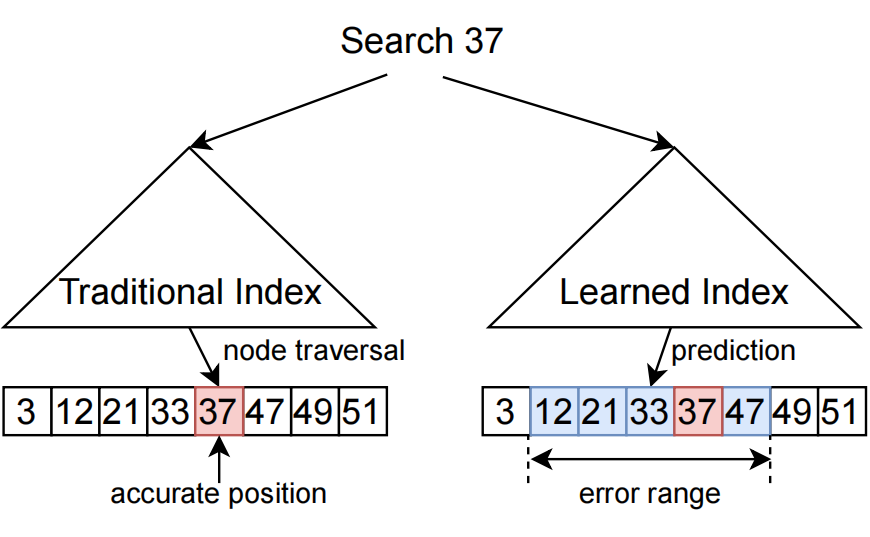 Search 37
Traditional Index
Learned Index
node traversal
prediction
3 12 21 33 37 47 49 51
3 12 21 33 37 47 49 51
accurate position
error range